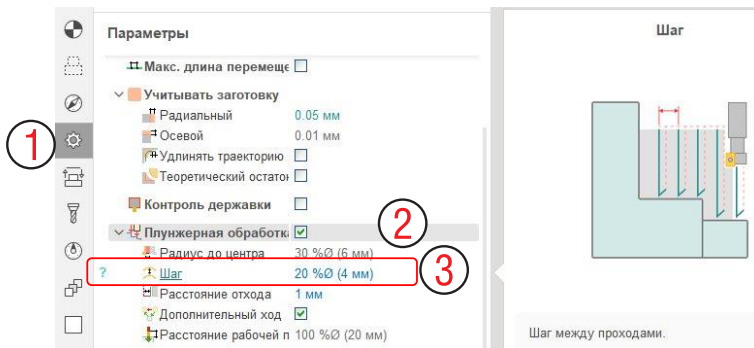 Параметры
Макс. длина перемеще
Учитывать заготовку
Радиальный 0.05 мм
Осевой 0.01 мм
Удлинять траекторию
Теоретический остато
Контроль державки
Плунжерная обработк
Радиус до центра 30 %Ø (6 мм)
? Шаг 20 %Ø (4 мм)
Расстояние отхода 1 мм
Дополнительный ход
Расстояние рабочей п 100 %Ø (20 мм)
1
2
3
Шаг
Шаг между проходами.